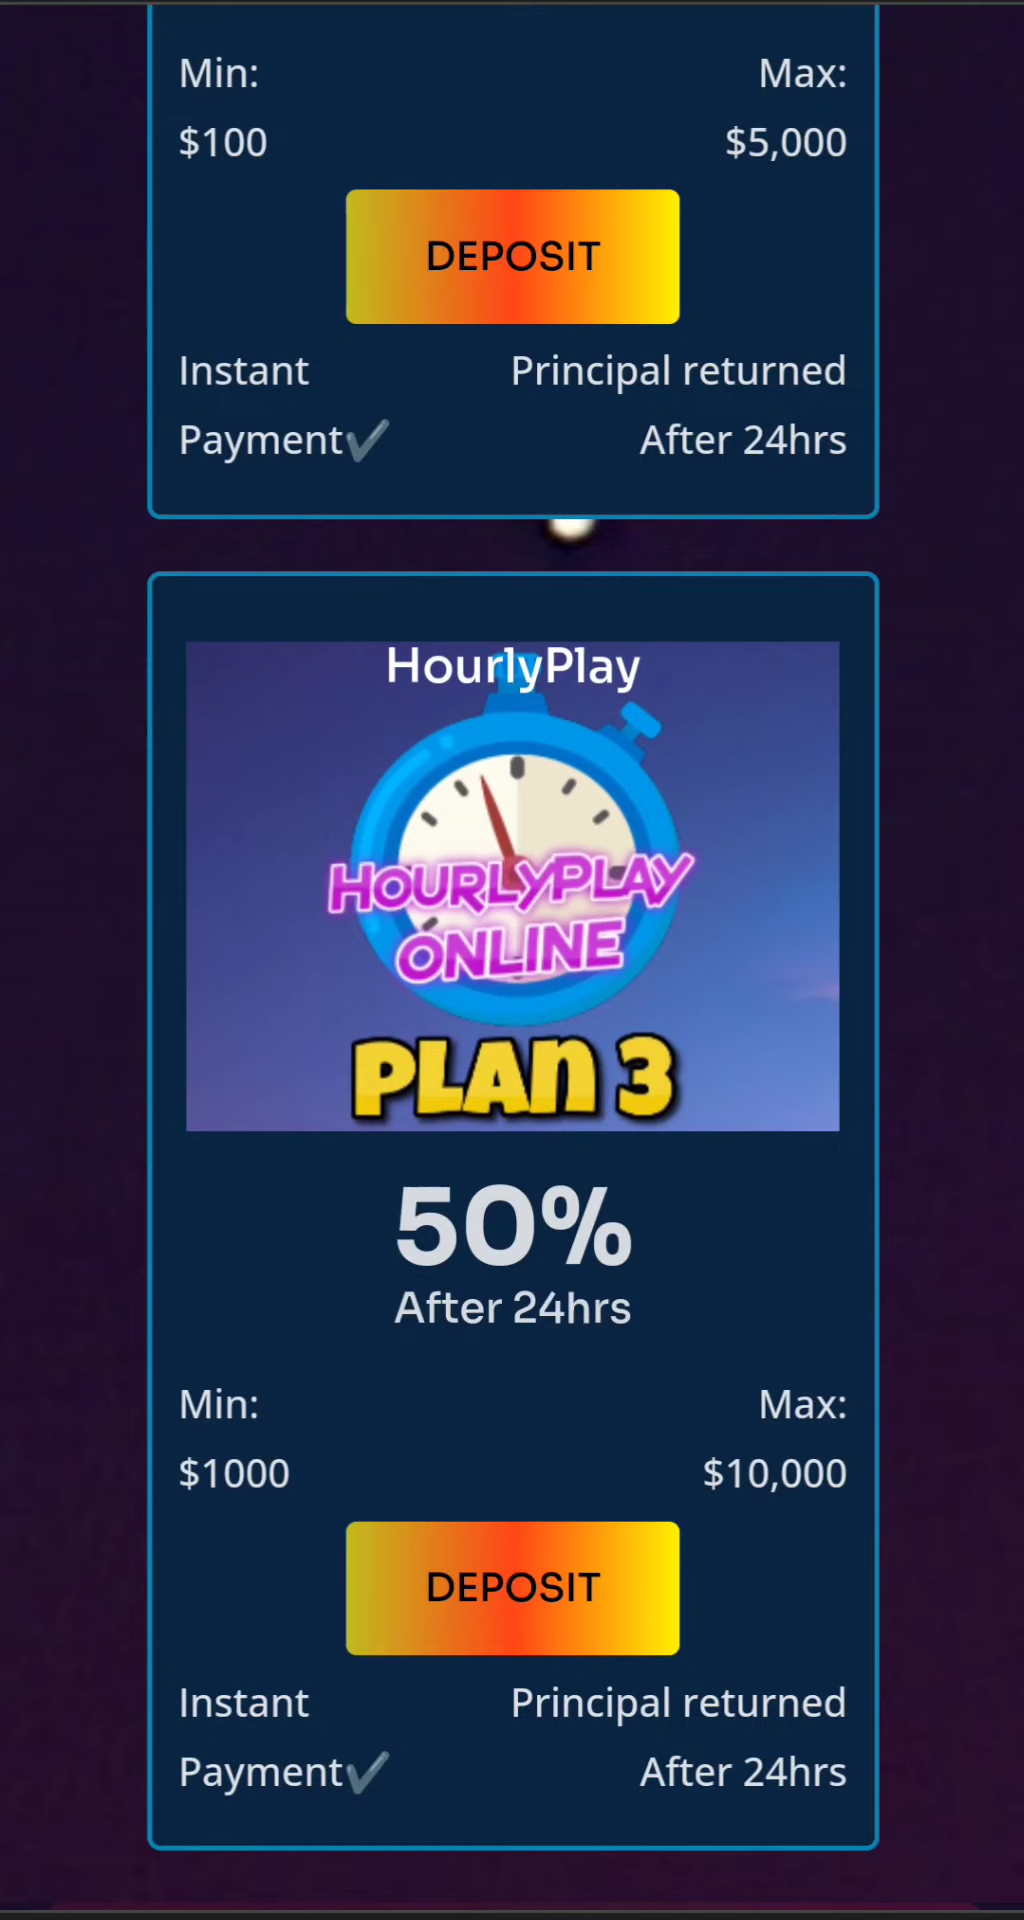 Min: Max:
$100 $5,000
DEPOSIT
Instant Principal returned
Payment✔ After 24hrs
HourlyPlay
HOURLYPLAY
ONLINE
PLAN 3
50%
After 24hrs
Min: Max:
$1000 $10,000
DEPOSIT
Instant Principal returned
Payment✔ After 24hrs